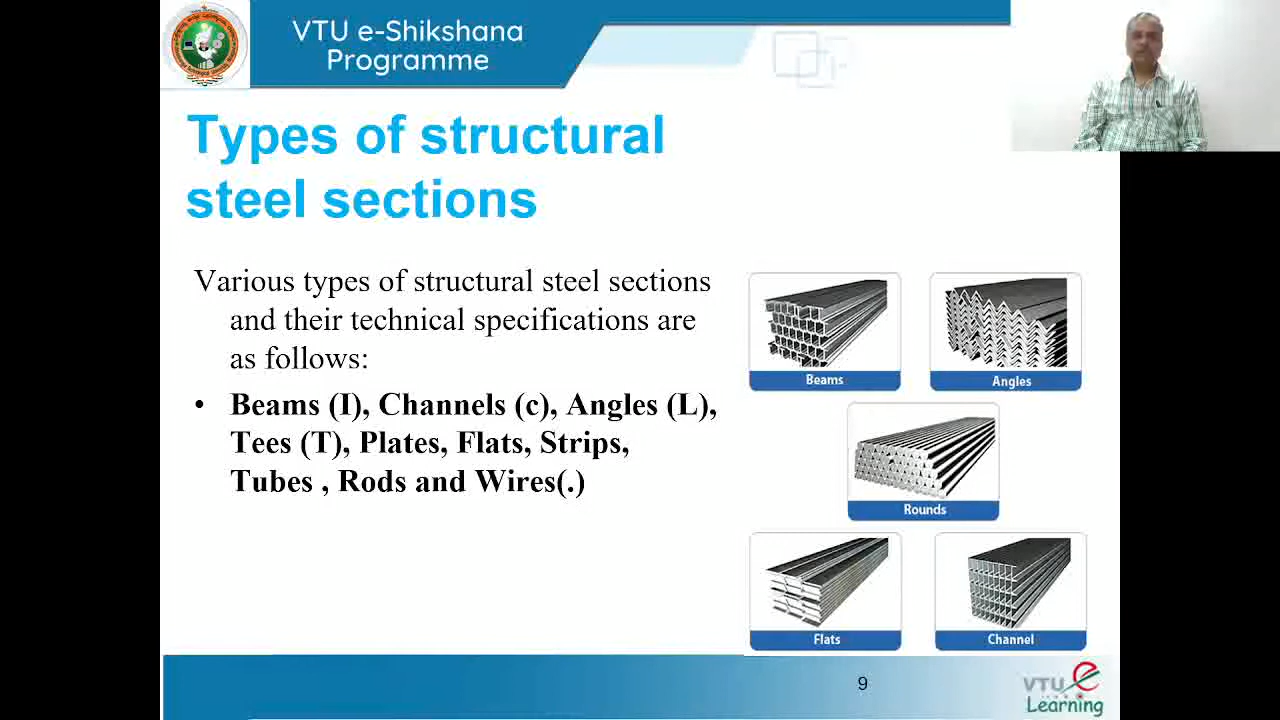 VTU e-Shikshana
Programme
Types of structural
steel sections
Various types of structural steel sections
and their technical specifications are
as follows:
• Beams (I), Channels (c), Angles (L),
Tees (T), Plates, Flats, Strips,
Tubes , Rods and Wires(.)
Beams
Angles
Rounds
Flats
Channel
9
VTU e
Learning